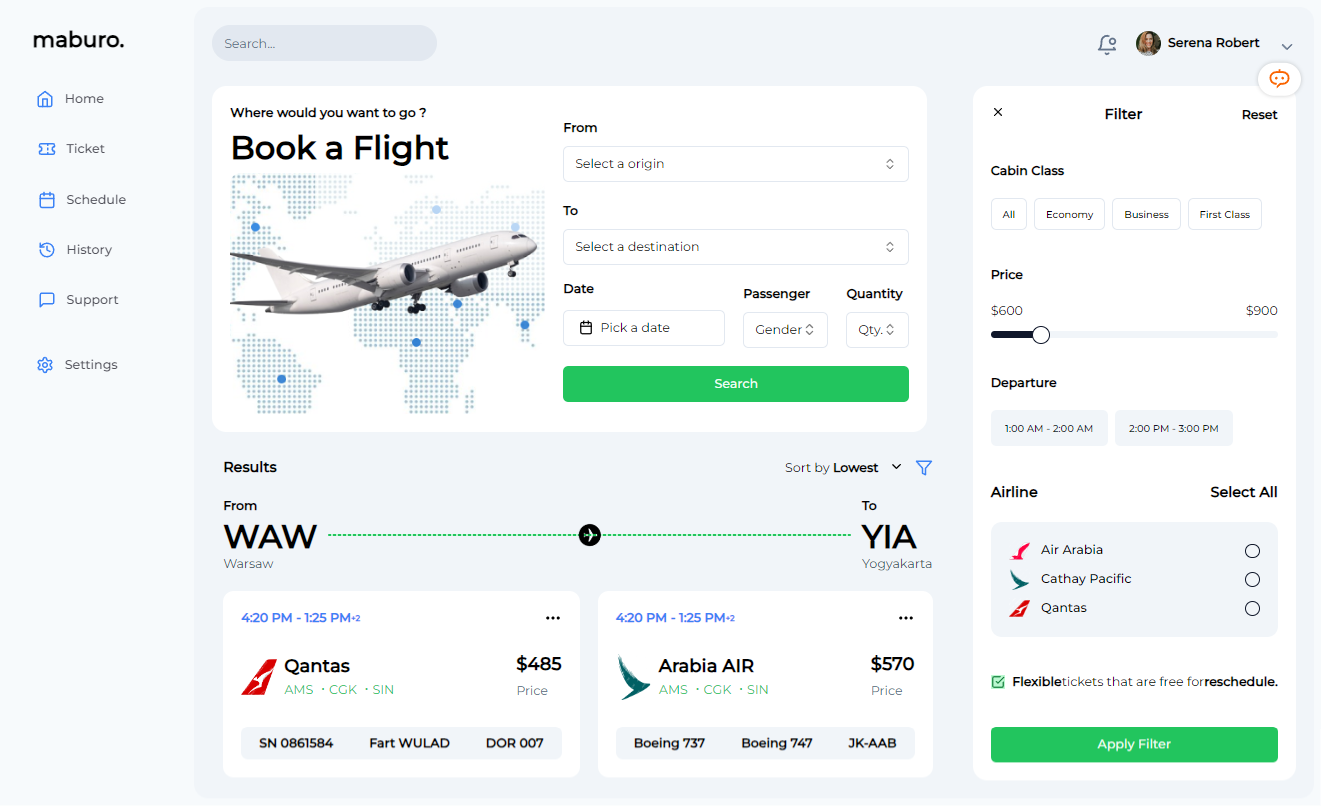 maburo.
Home
Ticket
Schedule
History
Support
Settings
Search...
Serena Robert
Where would you want to go ?
Book a Flight
From
Select a origin
To
Select a destination
Date
Passenger
Quantity
Pick a date
Gender
Qty.
Search
Results
Sort by Lowest
From
To
WAW
YIA
Warsaw
Yogyakarta
4:20 PM - 1:25 PM+2
Qantas
$485
AMS · CGK · SIN
Price
SN 0861584 Fart WULAD DOR 007
4:20 PM - 1:25 PM+2
Arabia AIR
$570
AMS · CGK · SIN
Price
Boeing 737 Boeing 747 JK-AAB
Filter
Reset
Cabin Class
All Economy Business First Class
Price
$600 $900
Departure
1:00 AM - 2:00 AM 2:00 PM - 3:00 PM
Airline Select All
Air Arabia
Cathay Pacific
Qantas
Flexibletickets that are free forreschedule.
Apply Filter